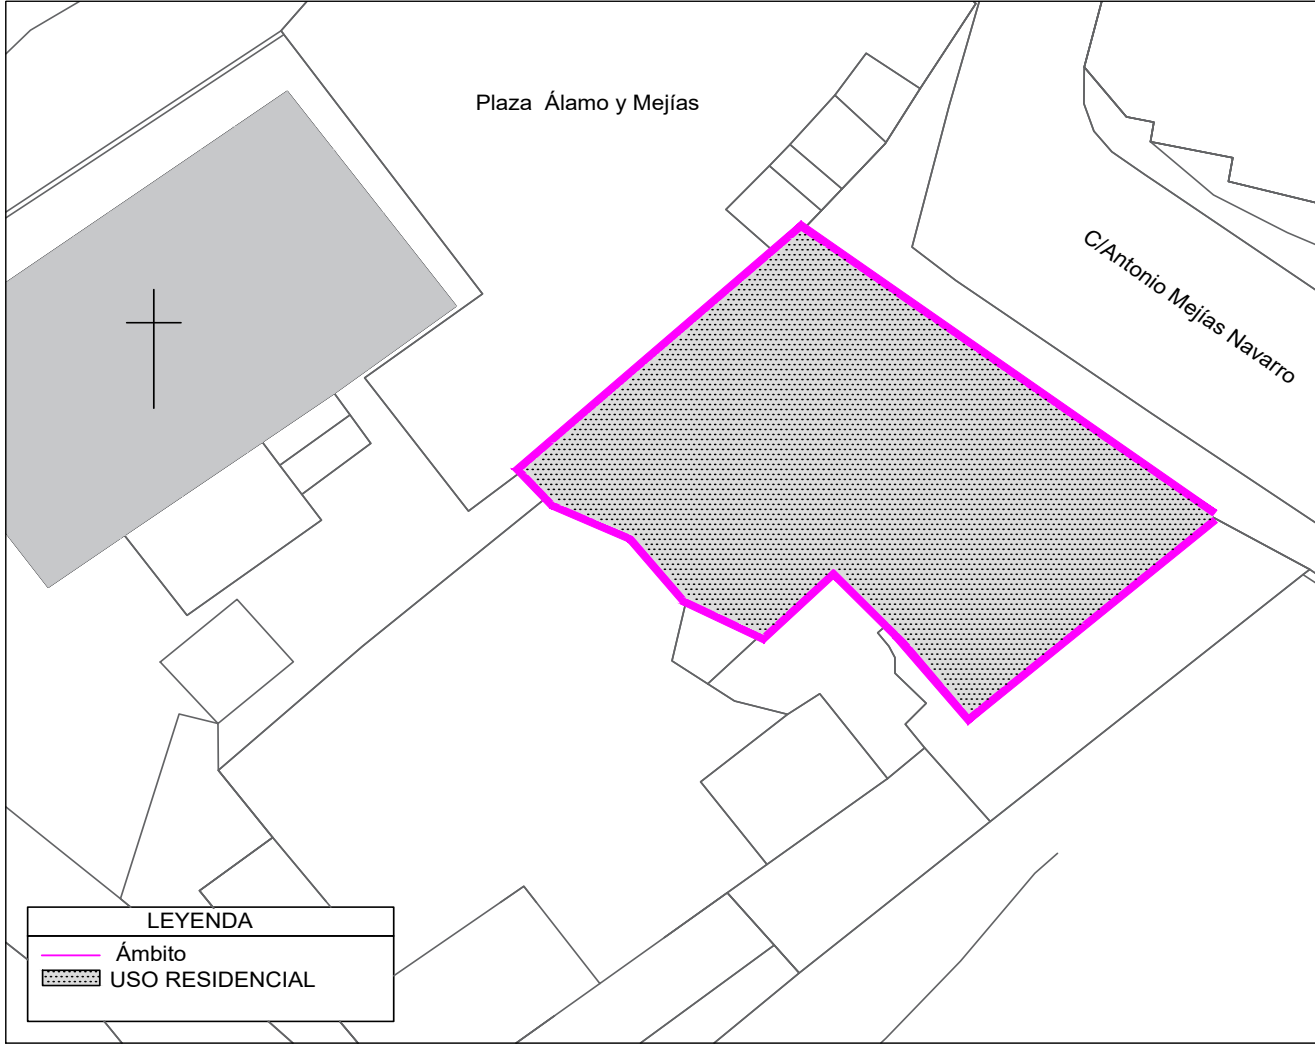 Plaza Álamo y Mejías
C/Antonio Mejías Navarro
LEYENDA
Ámbito
USO RESIDENCIAL